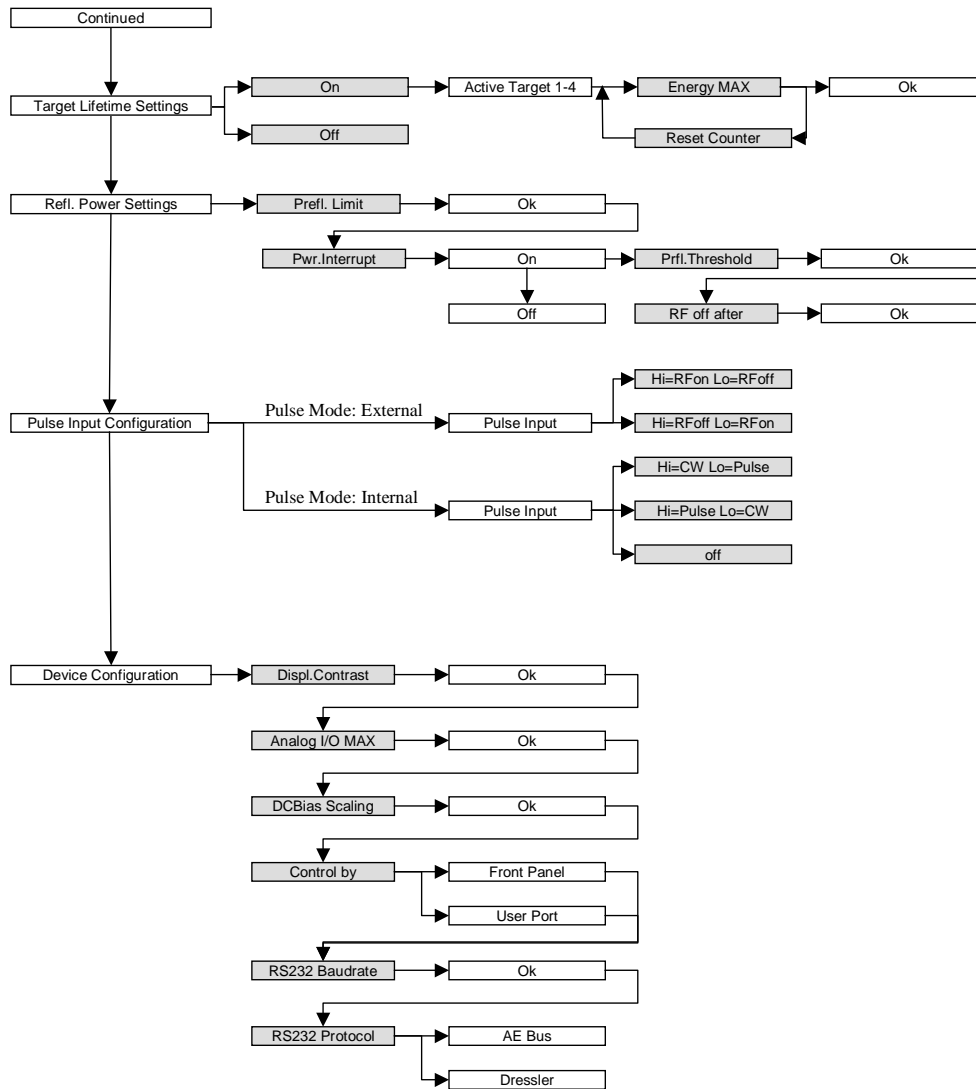 Continued
On
Active Target 1-4
Energy MAX
Ok
Target Lifetime Settings
Off
Reset Counter
Refl. Power Settings
Prefl. Limit
Ok
Pwr.Interrupt
On
Prfl.Threshold
Ok
Off
RF off after
Ok
Hi=RFon Lo=RFoff
Pulse Input Configuration
Pulse Mode: External
Pulse Input
Hi=RFoff Lo=RFon
Hi=CW Lo=Pulse
Pulse Mode: Internal
Pulse Input
Hi=Pulse Lo=CW
off
Device Configuration
Displ.Contrast
Ok
Analog I/O MAX
Ok
DCBias Scaling
Ok
Control by
Front Panel
User Port
RS232 Baudrate
Ok
RS232 Protocol
AE Bus
Dressler